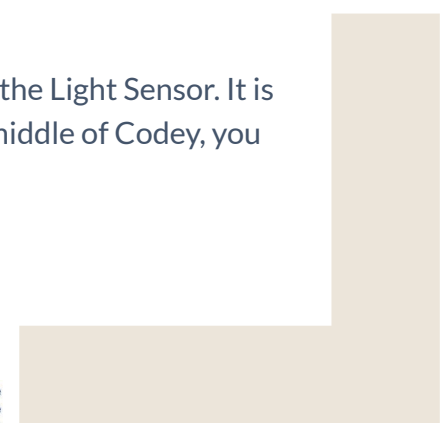 the Light Sensor. It is
middle of Codey, you